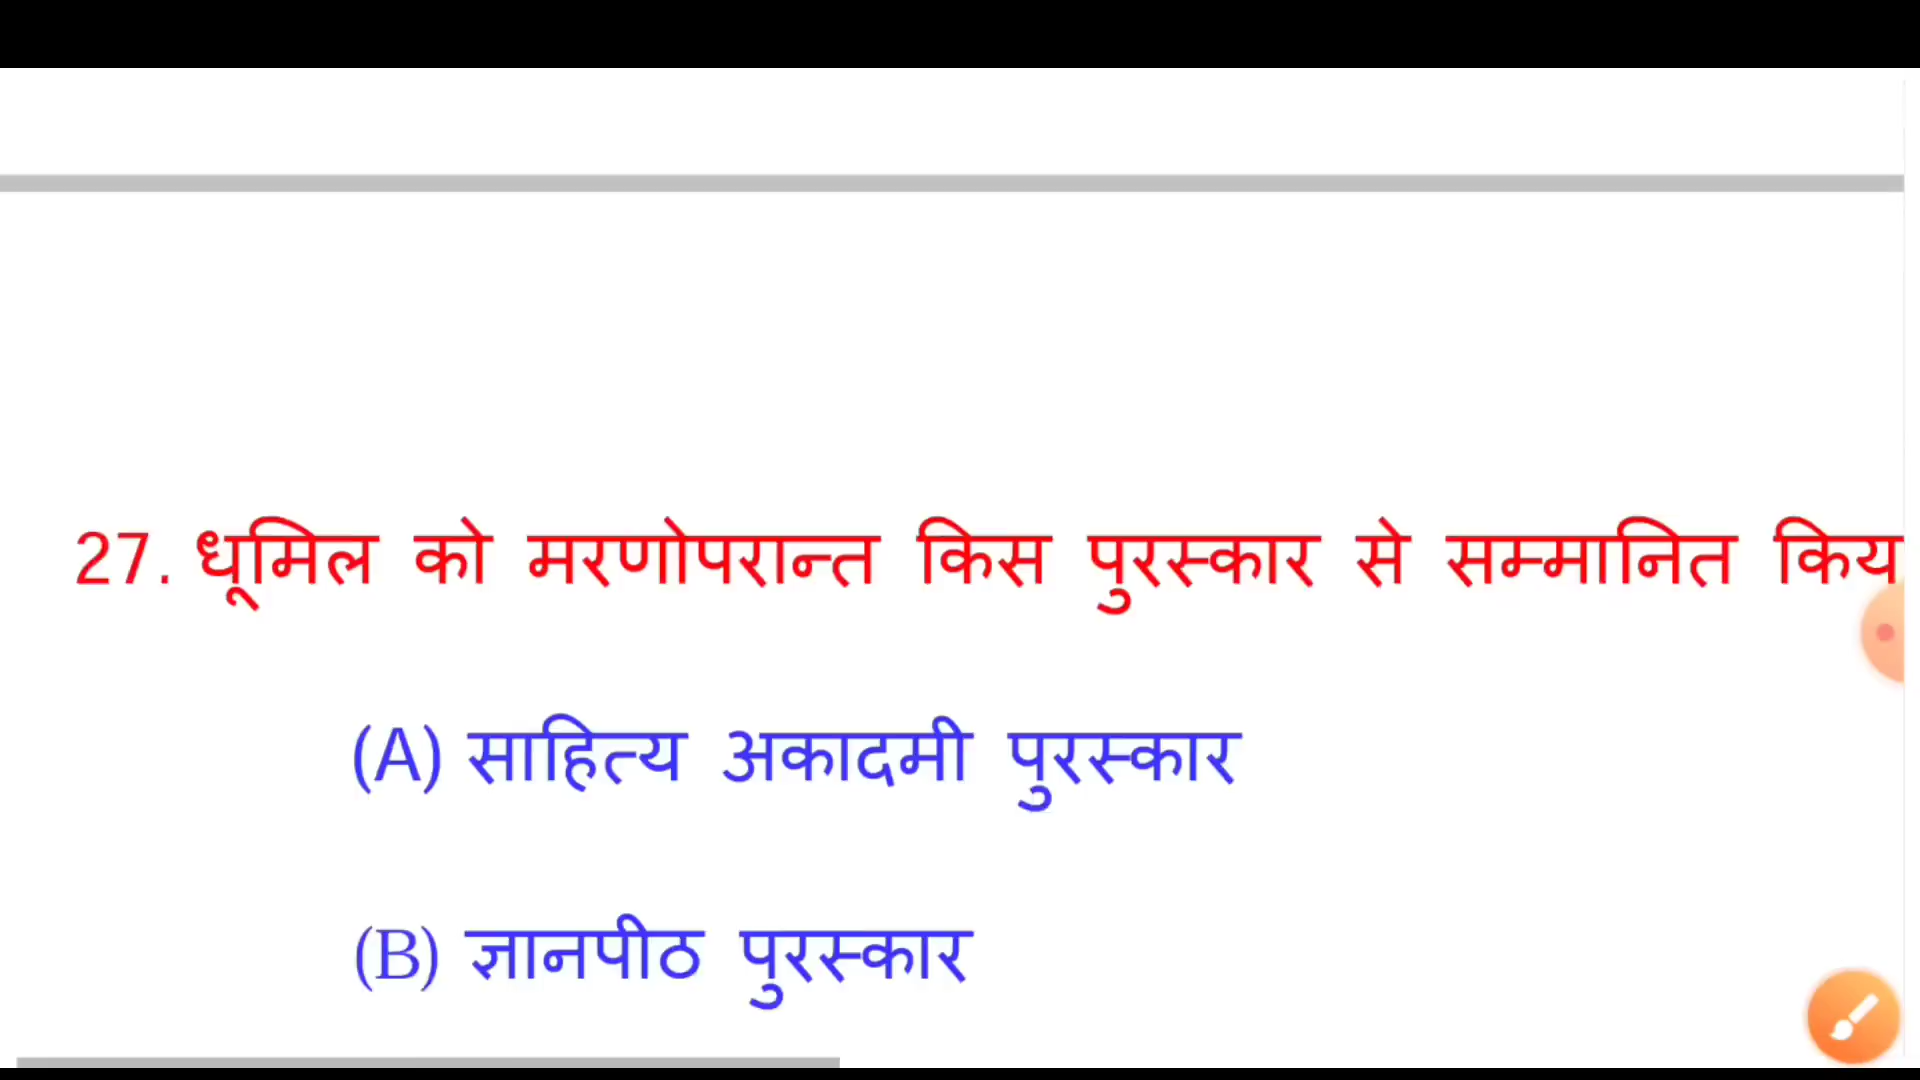 27. धूमिल को मरणोपरान्त किस पुरस्कार से सम्मानित किय
(A) साहित्य अकादमी पुरस्कार
(B) ज्ञानपीठ पुरस्कार